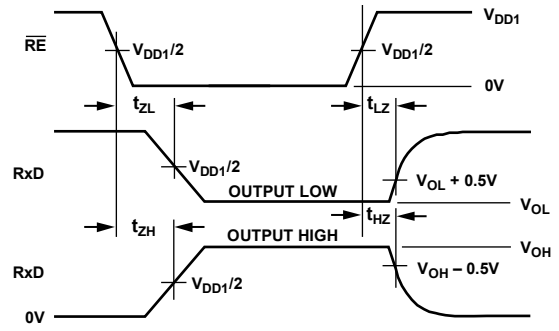 V_DD1
RE
V_DD1/2
V_DD1/2
0V
t_ZL
t_LZ
RxD
V_DD1/2
V_OL + 0.5V
OUTPUT LOW
V_OL
t_HZ
t_ZH
OUTPUT HIGH
V_OH
RxD
V_DD1/2
V_OH – 0.5V
0V